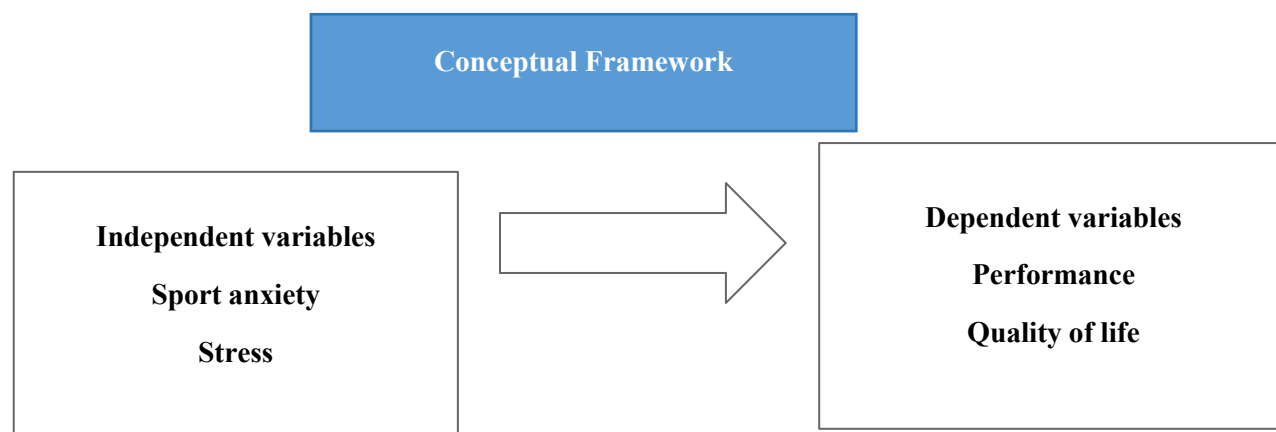 Conceptual Framework
Independent variables
Sport anxiety
Stress
Dependent variables
Performance
Quality of life